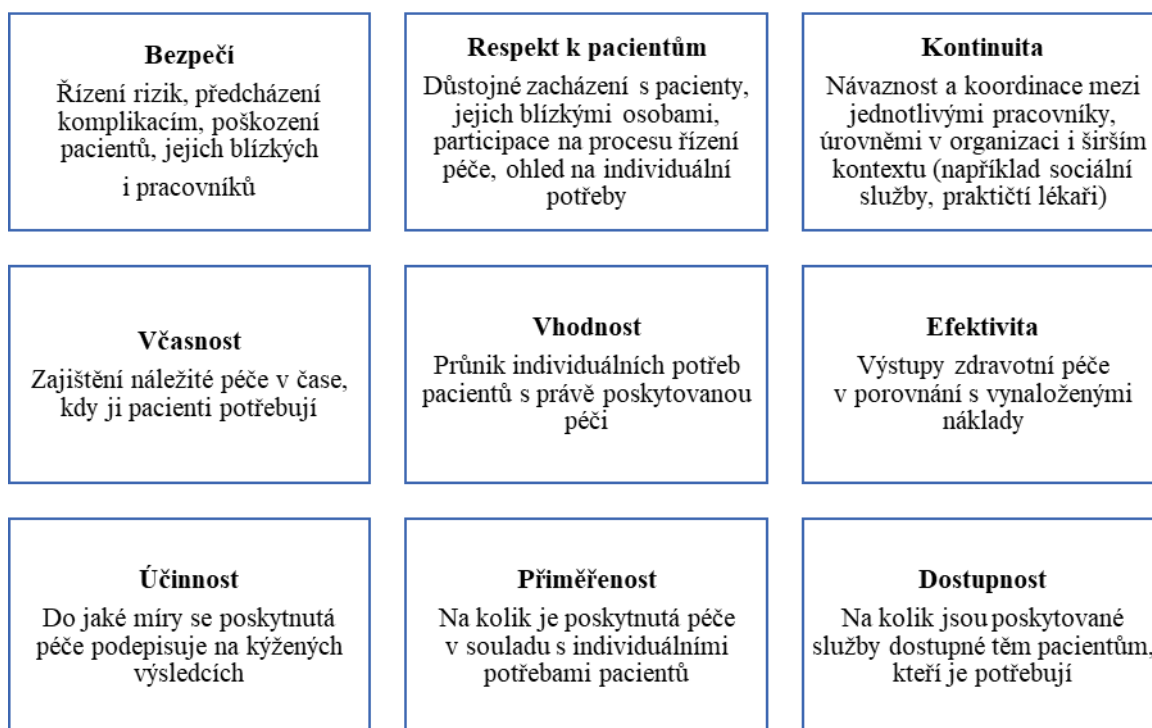 Bezpečí
Řízení rizik, předcházení
komplikacím, poškození
pacientů, jejich blízkých
i pracovníků
Respekt k pacientům
Důstojné zacházení s pacienty,
jejich blízkými osobami,
participace na procesu řízení
péče, ohled na individuální
potřeby
Kontinuita
Návaznost a koordinace mezi
jednotlivými pracovníky,
úrovněmi v organizaci i širším
kontextu (například sociální
služby, praktičtí lékaři)
Včasnost
Zajištění náležité péče v čase,
kdy ji pacienti potřebují
Vhodnost
Průnik individuálních potřeb
pacientů s právě poskytovanou
péči
Efektivita
Výstupy zdravotní péče
v porovnání s vynaloženými
náklady
Účinnost
Do jaké míry se poskytnutá
péče podepisuje na kýžených
výsledcích
Přiměřenost
Na kolik je poskytnutá péče
v souladu s individuálními
potřebami pacientů
Dostupnost
Na kolik jsou poskytované
služby dostupné těm pacientům,
kteří je potřebují